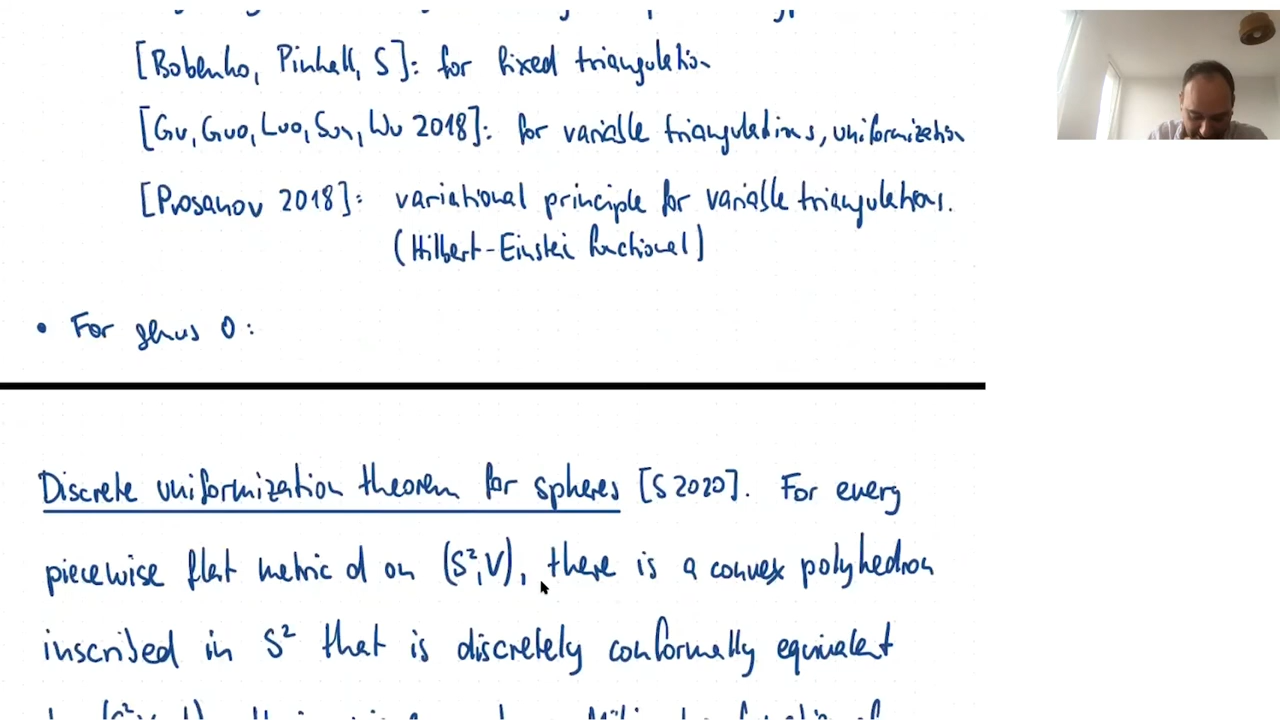 [Bobenko, Pinkall, S]: for fixed triangulation
[Gu, Guo, Luo, Sun, Wu 2018]: for variable triangulations, uniformization
[Prosanov 2018]: variational principle for variable triangulations.
(Hilbert-Einstein functional)
• For genus 0:
Discrete uniformization theorem for spheres [S 2020]. For every
piecewise flat metric d on (S², V), there is a convex polyhedron
inscribed in S² that is discretely conformally equivalent